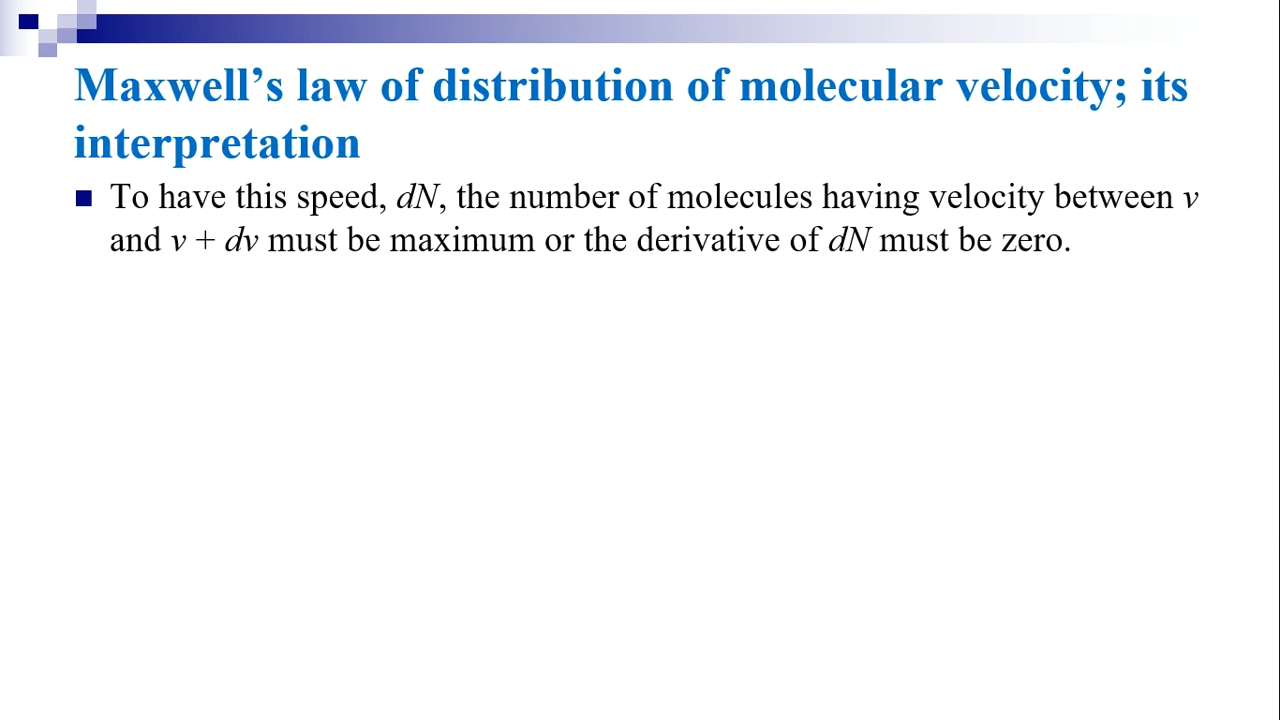 Maxwell’s law of distribution of molecular velocity; its
interpretation
To have this speed, dN, the number of molecules having velocity between v
and v + dv must be maximum or the derivative of dN must be zero.